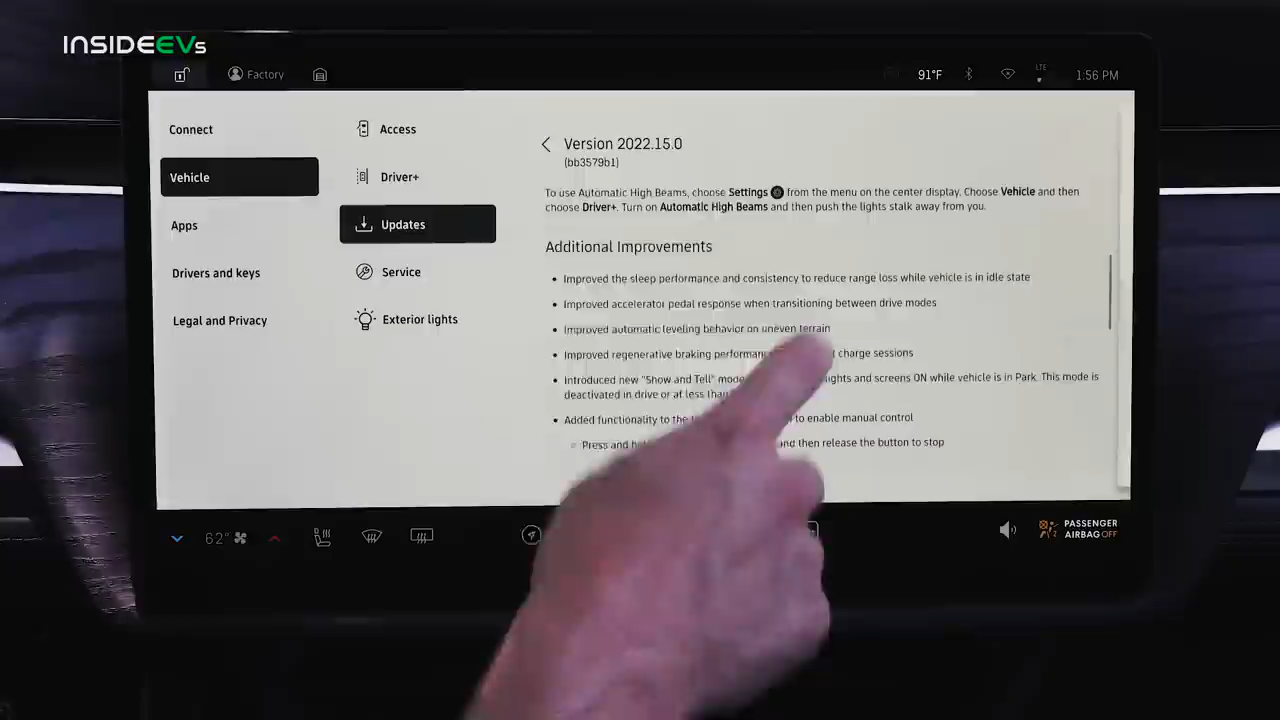 INSIDEEVs
Factory
91°F
LTE
1:56 PM
Connect
Vehicle
Apps
Drivers and keys
Legal and Privacy
Access
Driver+
Updates
Service
Exterior lights
Version 2022.15.0
(bb3579b1)
To use Automatic High Beams, choose Settings from the menu on the center display. Choose Vehicle and then
choose Driver+. Turn on Automatic High Beams and then push the lights stalk away from you.
Additional Improvements
• Improved the sleep performance and consistency to reduce range loss while vehicle is in idle state
• Improved accelerator pedal response when transitioning between drive modes
• Improved automatic leveling behavior on uneven terrain
• Improved regenerative braking charge sessions
• Introduced new "Show and Tell" mode lights and screens ON while vehicle is in Park. This mode is
deactivated in drive or at less than
• Added functionality to the to enable manual control
Press and and then release the button to stop
62°
PASSENGER
AIRBAG OFF